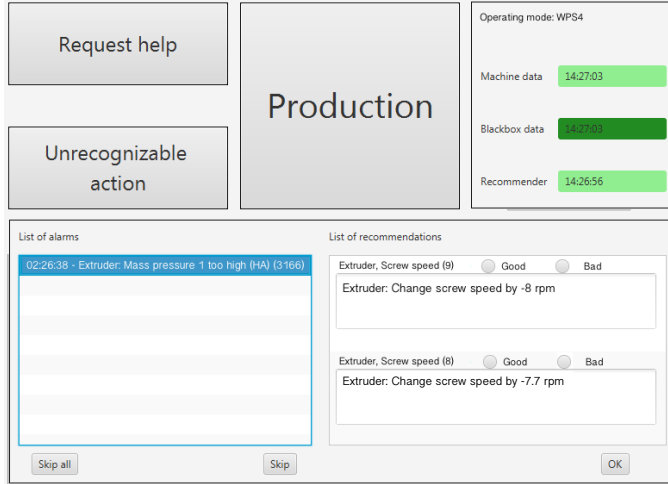 Request help
Unrecognizable
action
Production
Operating mode: WPS4
Machine data 14:27:03
Blackbox data 14:27:03
Recommender 14:26:56
List of alarms
02:26:38 - Extruder: Mass pressure 1 too high (HA) (3166)
Skip all
Skip
List of recommendations
Extruder, Screw speed (9) Good Bad
Extruder: Change screw speed by -8 rpm
Extruder, Screw speed (8) Good Bad
Extruder: Change screw speed by -7.7 rpm
OK